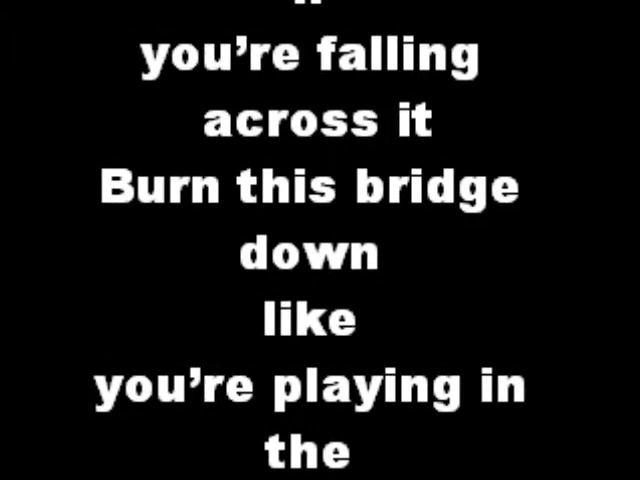 you’re falling
across it
Burn this bridge
down
like
you’re playing in
the